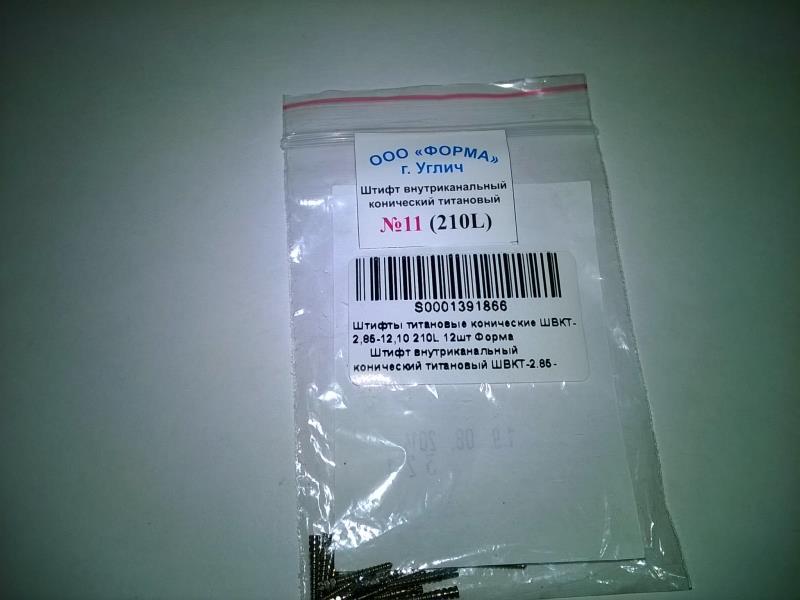 ООО «ФОРМА»
г. Углич
Штифт внутриканальный
конический титановый
№11 (210L)
S0001391866
Штифты титановые конические ШВКТ-
2,85-12,10 210L 12шт Форма
Штифт внутриканальный
конический титановый ШВКТ-2.85-